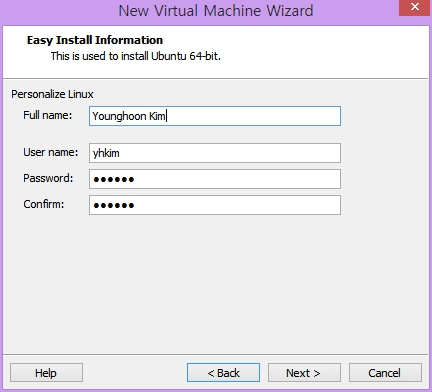 New Virtual Machine Wizard
Easy Install Information
This is used to install Ubuntu 64-bit.
Personalize Linux
Full name: Younghoon Kim
User name: yhkim
Password: ●●●●●●
Confirm: ●●●●●●
Help < Back Next > Cancel